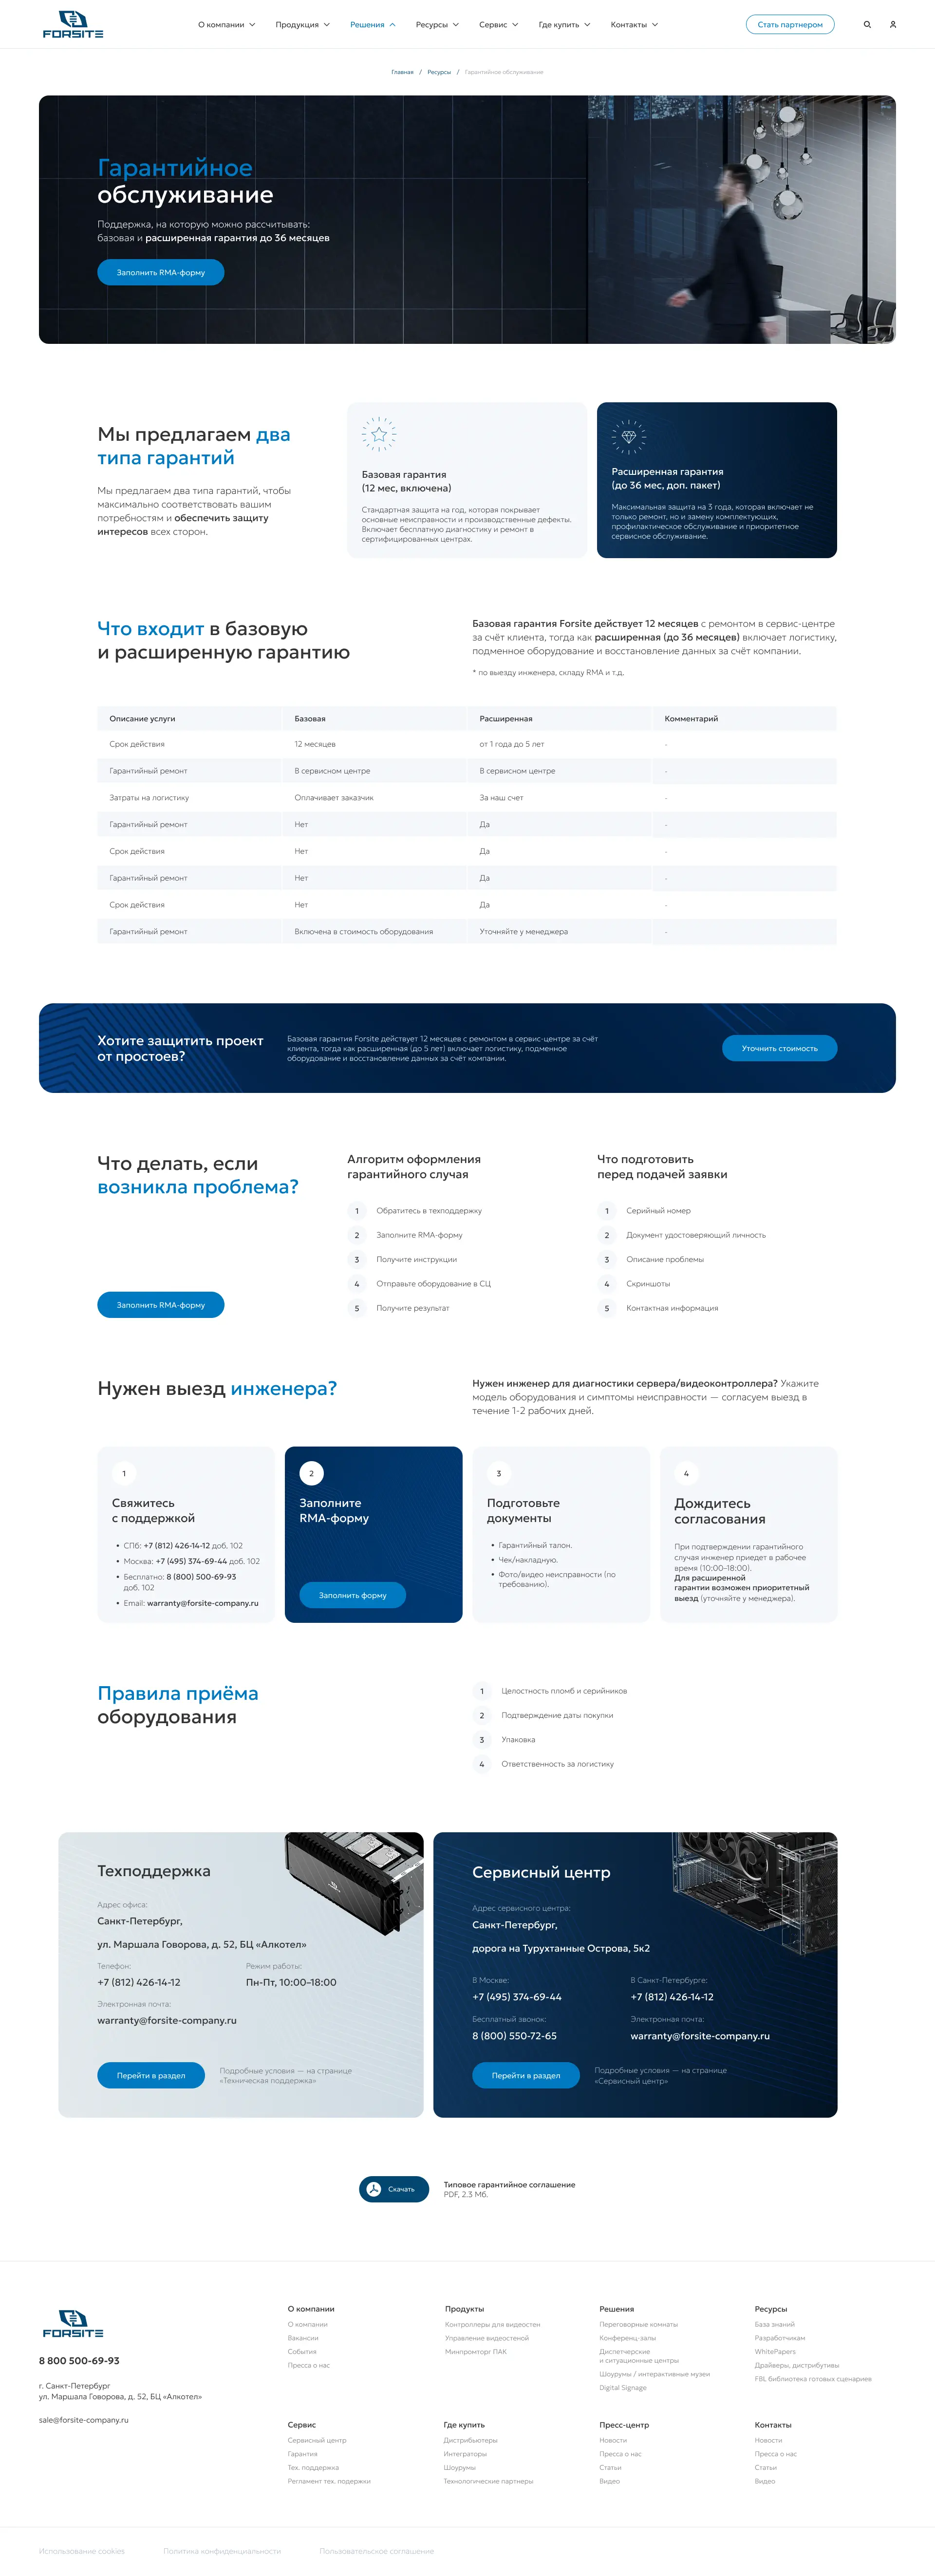 FORSITE
О компании
Продукция
Решения
Ресурсы
Сервис
Где купить
Контакты
Стать партнером
Главная / Ресурсы / Гарантийное обслуживание
Гарантийное
обслуживание
Поддержка, на которую можно рассчитывать:
базовая и расширенная гарантия до 36 месяцев
Заполнить RMA-форму
Мы предлагаем два
типа гарантий
Мы предлагаем два типа гарантий, чтобы
максимально соответствовать вашим
потребностям и обеспечить защиту
интересов всех сторон.
Базовая гарантия
(12 мес, включена)
Стандартная защита на год, которая покрывает
основные неисправности и производственные дефекты.
Включает бесплатную диагностику и ремонт в
сертифицированных центрах.
Расширенная гарантия
(до 36 мес, доп. пакет)
Максимальная защита на 3 года, которая включает не
только ремонт, но и замену комплектующих,
профилактическое обслуживание и приоритетное
сервисное обслуживание.
Что входит в базовую
и расширенную гарантию
Базовая гарантия Forsite действует 12 месяцев с ремонтом в сервис-центре
за счёт клиента, тогда как расширенная (до 36 месяцев) включает логистику,
подменное оборудование и восстановление данных за счёт компании.
* по выезду инженера, складу RMA и т.д.
Описание услуги
Базовая
Расширенная
Комментарий
Срок действия
12 месяцев
от 1 года до 5 лет
-
Гарантийный ремонт
В сервисном центре
В сервисном центре
-
Затраты на логистику
Оплачивает заказчик
За наш счет
-
Гарантийный ремонт
Нет
Да
-
Срок действия
Нет
Да
-
Гарантийный ремонт
Нет
Да
-
Срок действия
Нет
Да
-
Гарантийный ремонт
Включена в стоимость оборудования
Уточняйте у менеджера
-
Хотите защитить проект
от простоев?
Базовая гарантия Forsite действует 12 месяцев с ремонтом в сервис-центре за счёт
клиента, тогда как расширенная (до 5 лет) включает логистику, подменное
оборудование и восстановление данных за счёт компании.
Уточнить стоимость
Что делать, если
возникла проблема?
Заполнить RMA-форму
Алгоритм оформления
гарантийного случая
1 Обратитесь в техподдержку
2 Заполните RMA-форму
3 Получите инструкции
4 Отправьте оборудование в СЦ
5 Получите результат
Что подготовить
перед подачей заявки
1 Серийный номер
2 Документ удостоверяющий личность
3 Описание проблемы
4 Скриншоты
5 Контактная информация
Нужен выезд инженера?
Нужен инженер для диагностики сервера/видеоконтроллера? Укажите
модель оборудования и симптомы неисправности — согласуем выезд в
течение 1-2 рабочих дней.
1
Свяжитесь
с поддержкой
• СПб: +7 (812) 426-14-12 доб. 102
• Москва: +7 (495) 374-69-44 доб. 102
• Бесплатно: 8 (800) 500-69-93
доб. 102
• Email: warranty@forsite-company.ru
2
Заполните
RMA-форму
Заполнить форму
3
Подготовьте
документы
• Гарантийный талон.
• Чек/накладную.
• Фото/видео неисправности (по
требованию).
4
Дождитесь
согласования
При подтверждении гарантийного
случая инженер приедет в рабочее
время (10:00–18:00).
Для расширенной
гарантии возможен приоритетный
выезд (уточняйте у менеджера).
Правила приёма
оборудования
1 Целостность пломб и серийников
2 Подтверждение даты покупки
3 Упаковка
4 Ответственность за логистику
Техподдержка
Адрес офиса:
Санкт-Петербург,
ул. Маршала Говорова, д. 52, БЦ «Алкотел»
Телефон:
+7 (812) 426-14-12
Режим работы:
Пн-Пт, 10:00–18:00
Электронная почта:
warranty@forsite-company.ru
Перейти в раздел
Подробные условия — на странице
«Техническая поддержка»
Сервисный центр
Адрес сервисного центра:
Санкт-Петербург,
дорога на Турухтанные Острова, 5к2
В Москве:
+7 (495) 374-69-44
В Санкт-Петербурге:
+7 (812) 426-14-12
Бесплатный звонок:
8 (800) 550-72-65
Электронная почта:
warranty@forsite-company.ru
Перейти в раздел
Подробные условия — на странице
«Сервисный центр»
Скачать
Типовое гарантийное соглашение
PDF, 2.3 Мб.
FORSITE
8 800 500-69-93
г. Санкт-Петербург
ул. Маршала Говорова, д. 52, БЦ «Алкотел»
sale@forsite-company.ru
О компании
О компании
Вакансии
События
Пресса о нас
Продукты
Контроллеры для видеостен
Управление видеостеной
Минпромторг ПАК
Решения
Переговорные комнаты
Конференц-залы
Диспетчерские
и ситуационные центры
Шоурумы / интерактивные музеи
Digital Signage
Ресурсы
База знаний
Разработчикам
WhitePapers
Драйверы, дистрибутивы
FBL библиотека готовых сценариев
Сервис
Сервисный центр
Гарантия
Тех. поддержка
Регламент тех. подержки
Где купить
Дистрибьютеры
Интеграторы
Шоурумы
Технологические партнеры
Пресс-центр
Новости
Пресса о нас
Статьи
Видео
Контакты
Новости
Пресса о нас
Статьи
Видео
Использование cookies
Политика конфиденциальности
Пользовательское соглашение